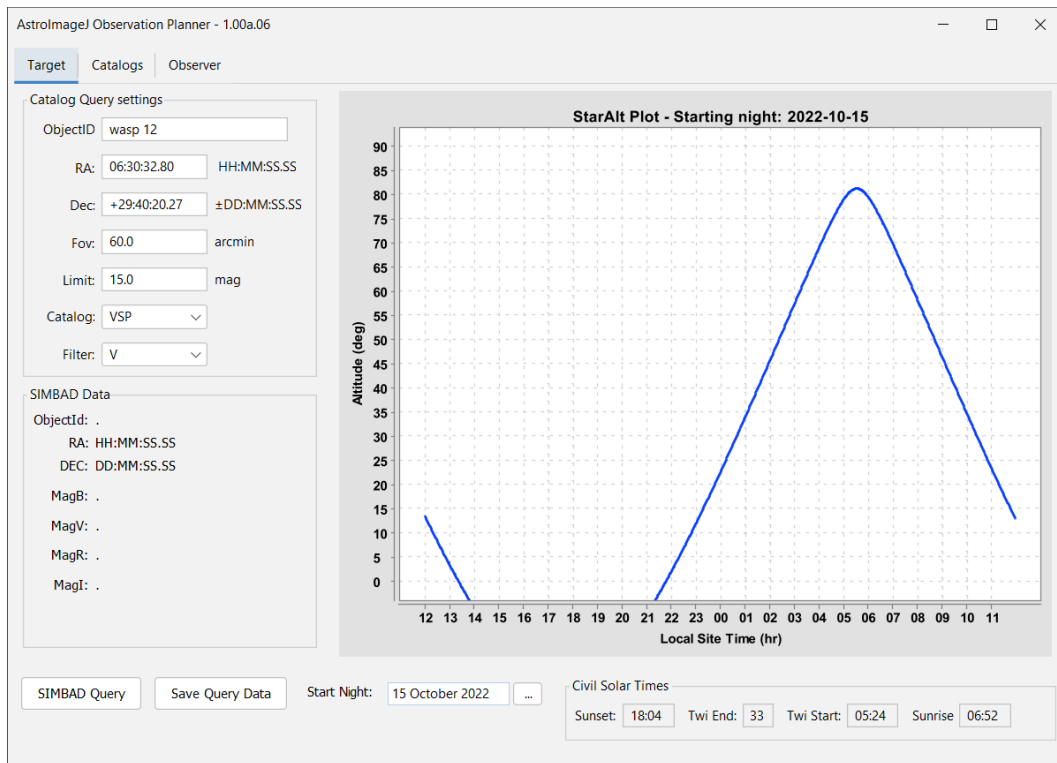 AstroImageJ Observation Planner - 1.00a.06
Target Catalogs Observer
Catalog Query settings
ObjectID wasp 12
RA: 06:30:32.80 HH:MM:SS.SS
Dec: +29:40:20.27 ±DD:MM:SS.SS
Fov: 60.0 arcmin
Limit: 15.0 mag
Catalog: VSP
Filter: V
SIMBAD Data
ObjectId: .
RA: HH:MM:SS.SS
DEC: DD:MM:SS.SS
MagB: .
MagV: .
MagR: .
MagI: .
StarAlt Plot - Starting night: 2022-10-15
Altitude (deg)
90
85
80
75
70
65
60
55
50
45
40
35
30
25
20
15
10
5
0
12 13 14 15 16 17 18 19 20 21 22 23 00 01 02 03 04 05 06 07 08 09 10 11
Local Site Time (hr)
SIMBAD Query Save Query Data Start Night: 15 October 2022 ...
Civil Solar Times
Sunset: 18:04 Twi End: 33 Twi Start: 05:24 Sunrise 06:52